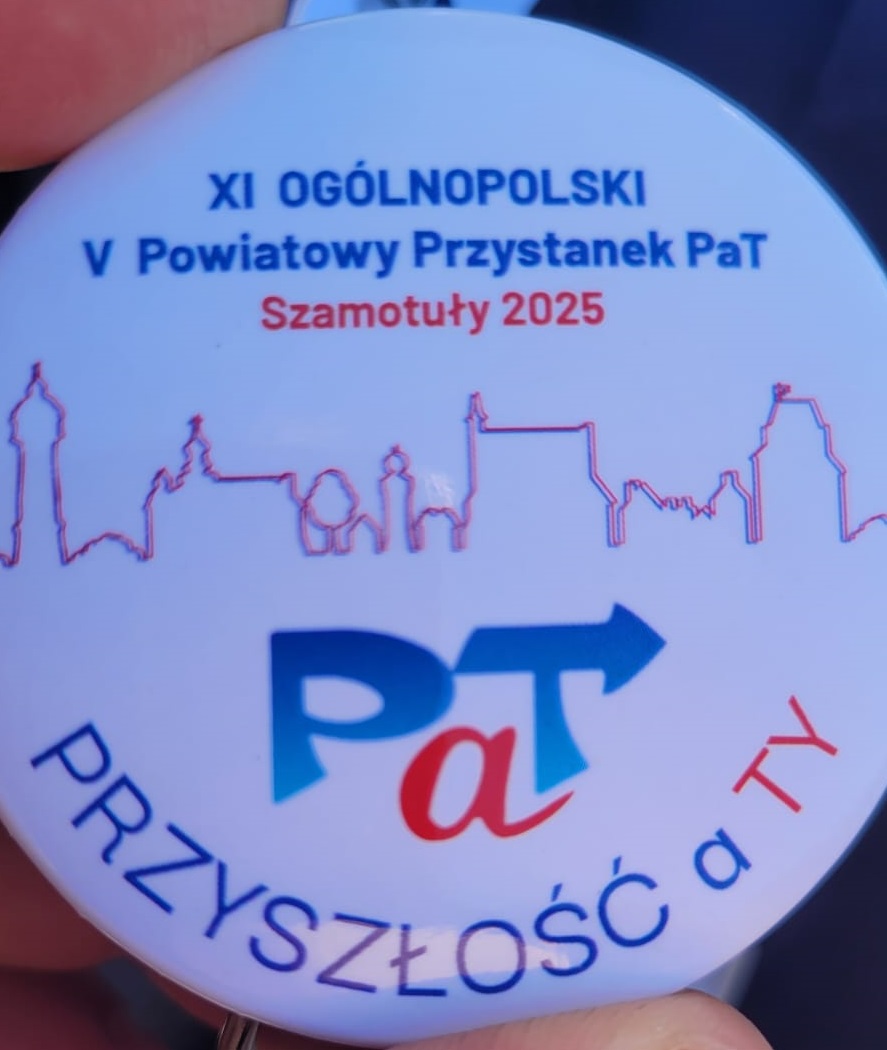 XI OGÓLNOPOLSKI
V Powiatowy Przystanek PaT
Szamotuły 2025
PaT
PRZYSZŁOŚĆ a TY